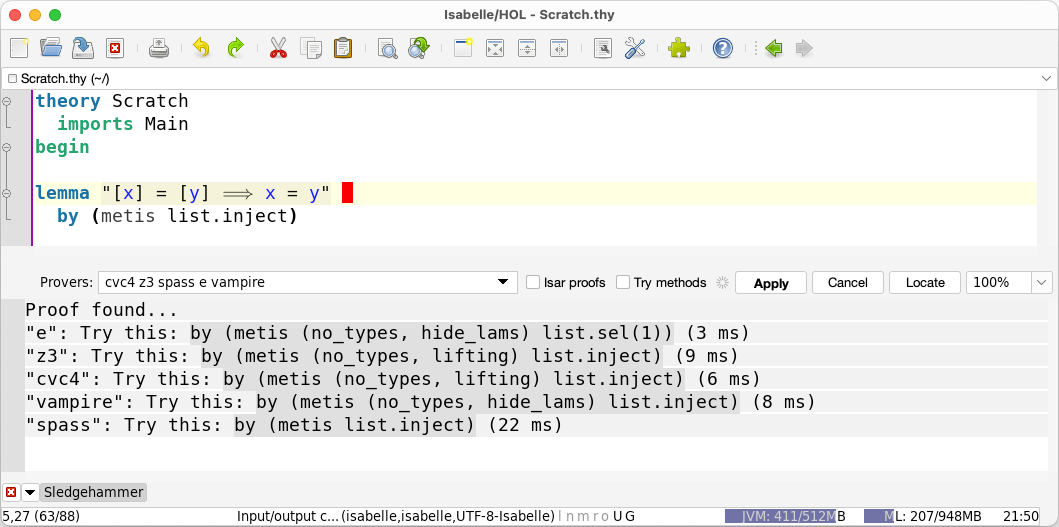 Isabelle/HOL - Scratch.thy
Scratch.thy (~/)
theory Scratch
imports Main
begin
lemma "[x] = [y] ⟹ x = y"
by (metis list.inject)
Provers: cvc4 z3 spass e vampire Isar proofs Try methods Apply Cancel Locate 100%
Proof found...
"e": Try this: by (metis (no_types, hide_lams) list.sel(1)) (3 ms)
"z3": Try this: by (metis (no_types, lifting) list.inject) (9 ms)
"cvc4": Try this: by (metis (no_types, lifting) list.inject) (6 ms)
"vampire": Try this: by (metis (no_types, hide_lams) list.inject) (8 ms)
"spass": Try this: by (metis list.inject) (22 ms)
Sledgehammer
5,27 (63/88) Input/output c... (isabelle,isabelle,UTF-8-Isabelle) l n m r o U G JVM: 411/512MB ML: 207/948MB 21:50